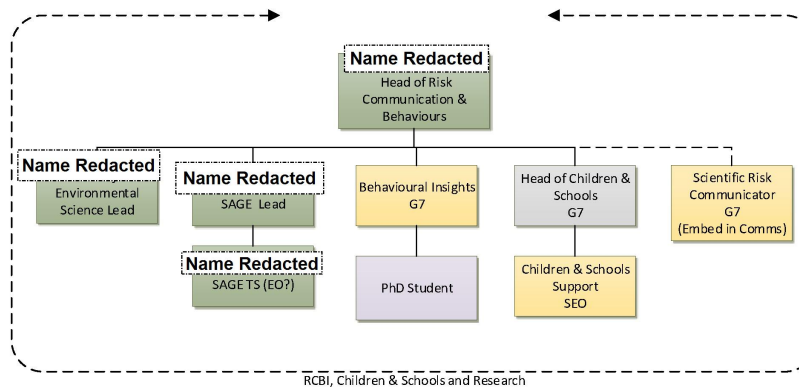 Name Redacted
Head of Risk
Communication &
Behaviours
Name Redacted
Environmental
Science Lead
Name Redacted
SAGE Lead
Name Redacted
SAGE TS (EO?)
Behavioural Insights
G7
PhD Student
Head of Children &
Schools
G7
Children & Schools
Support
SEO
Scientific Risk
Communicator
G7
(Embed in Comms)
RCBI, Children & Schools and Research